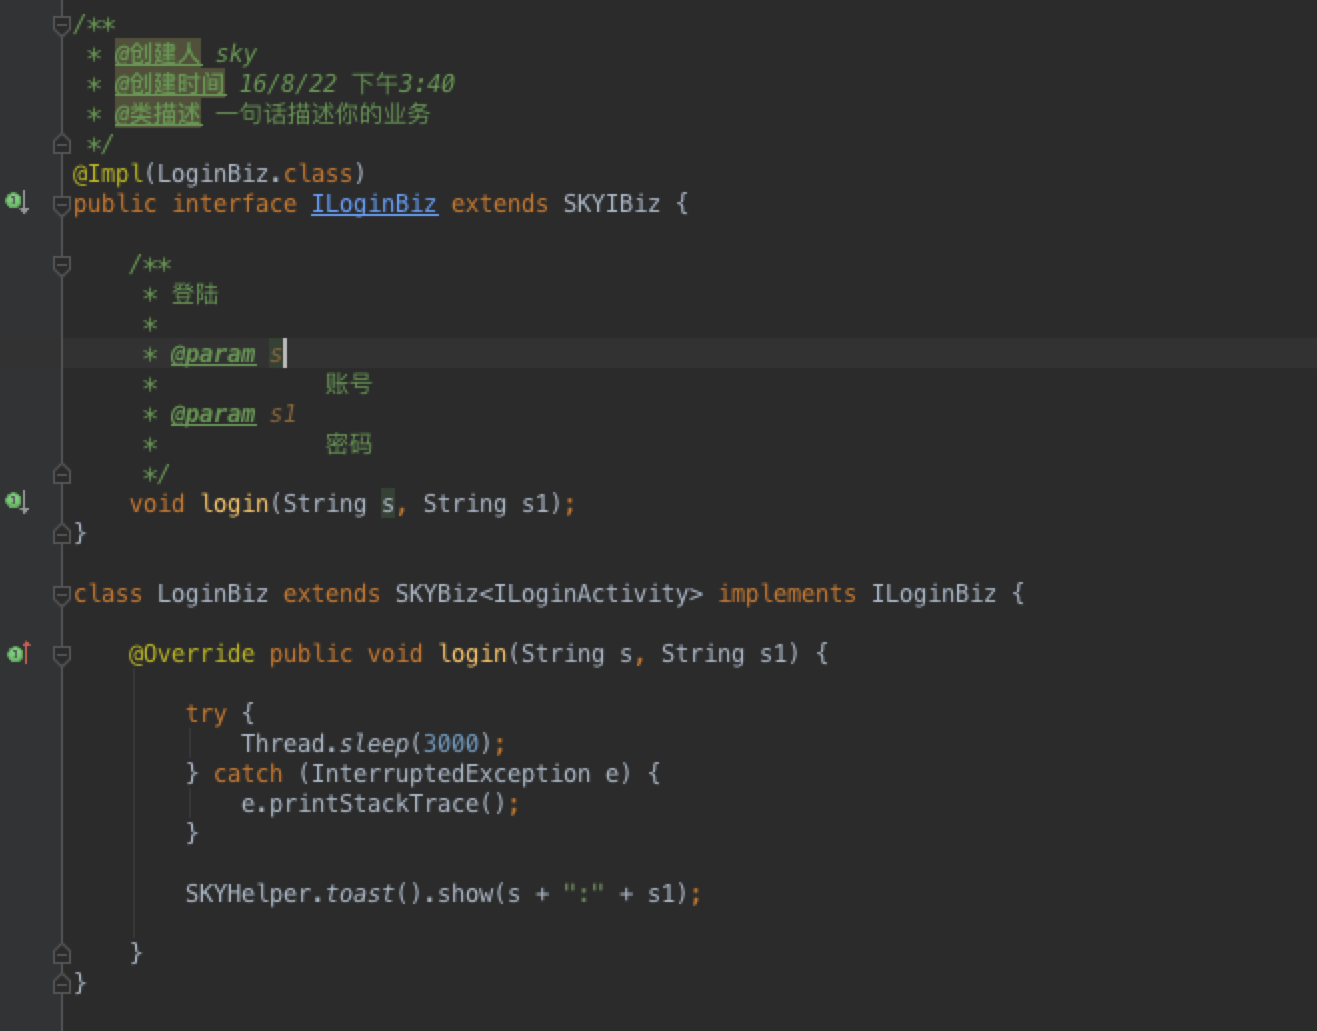 /**
 * @创建人 sky
 * @创建时间 16/8/22 下午3:40
 * @类描述 一句话描述你的业务
 */
@Impl(LoginBiz.class)
public interface ILoginBiz extends SKYIBiz {
    /**
     * 登陆
     *
     * @param s
     *            账号
     * @param s1
     *            密码
     */
    void login(String s, String s1);
}
class LoginBiz extends SKYBiz<ILoginActivity> implements ILoginBiz {
    @Override public void login(String s, String s1) {
        try {
            Thread.sleep(3000);
        } catch (InterruptedException e) {
            e.printStackTrace();
        }
        SKYHelper.toast().show(s + ":" + s1);
    }
}